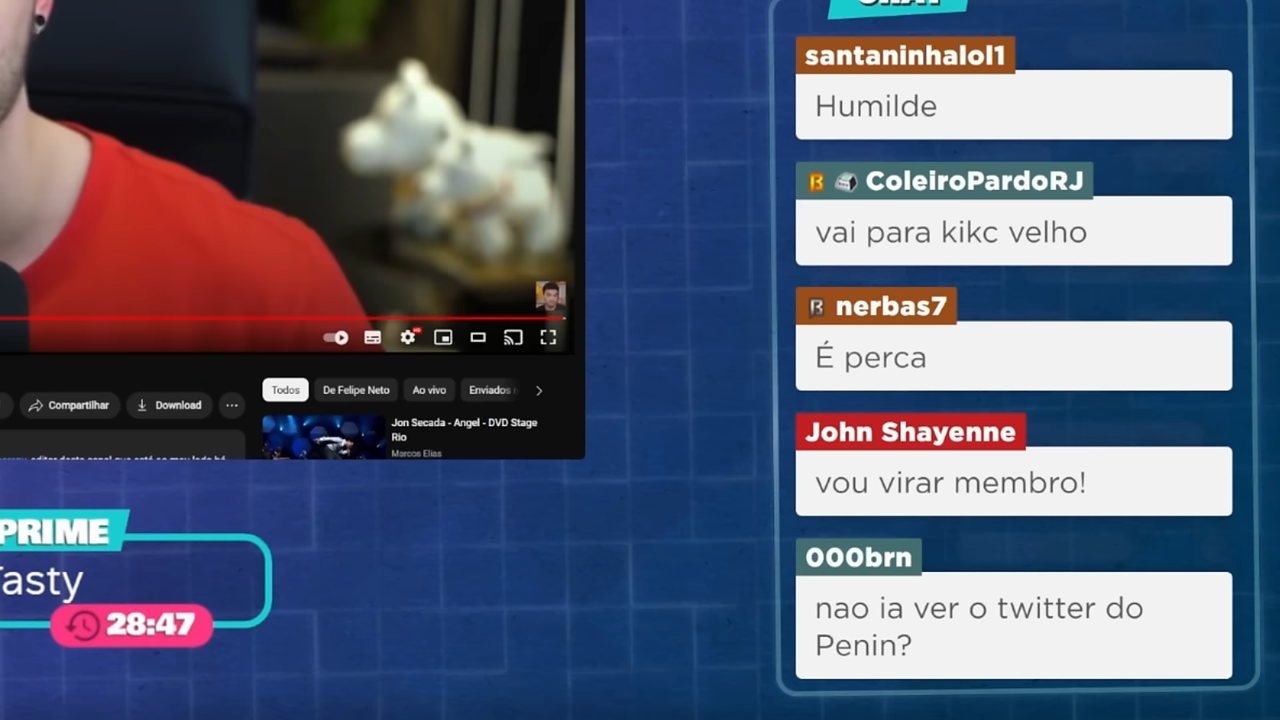 CHAT
santaninhalol1
Humilde
ColeiroPardoRJ
vai para kikc velho
nerbas7
É perca
John Shayenne
vou virar membro!
000brn
nao ia ver o twitter do
Penin?
Compartilhar
Download
Todos
De Felipe Neto
Ao vivo
Enviados
Jon Secada - Angel - DVD Stage
Rio
Marcos Elias
PRIME
Tasty
28:47